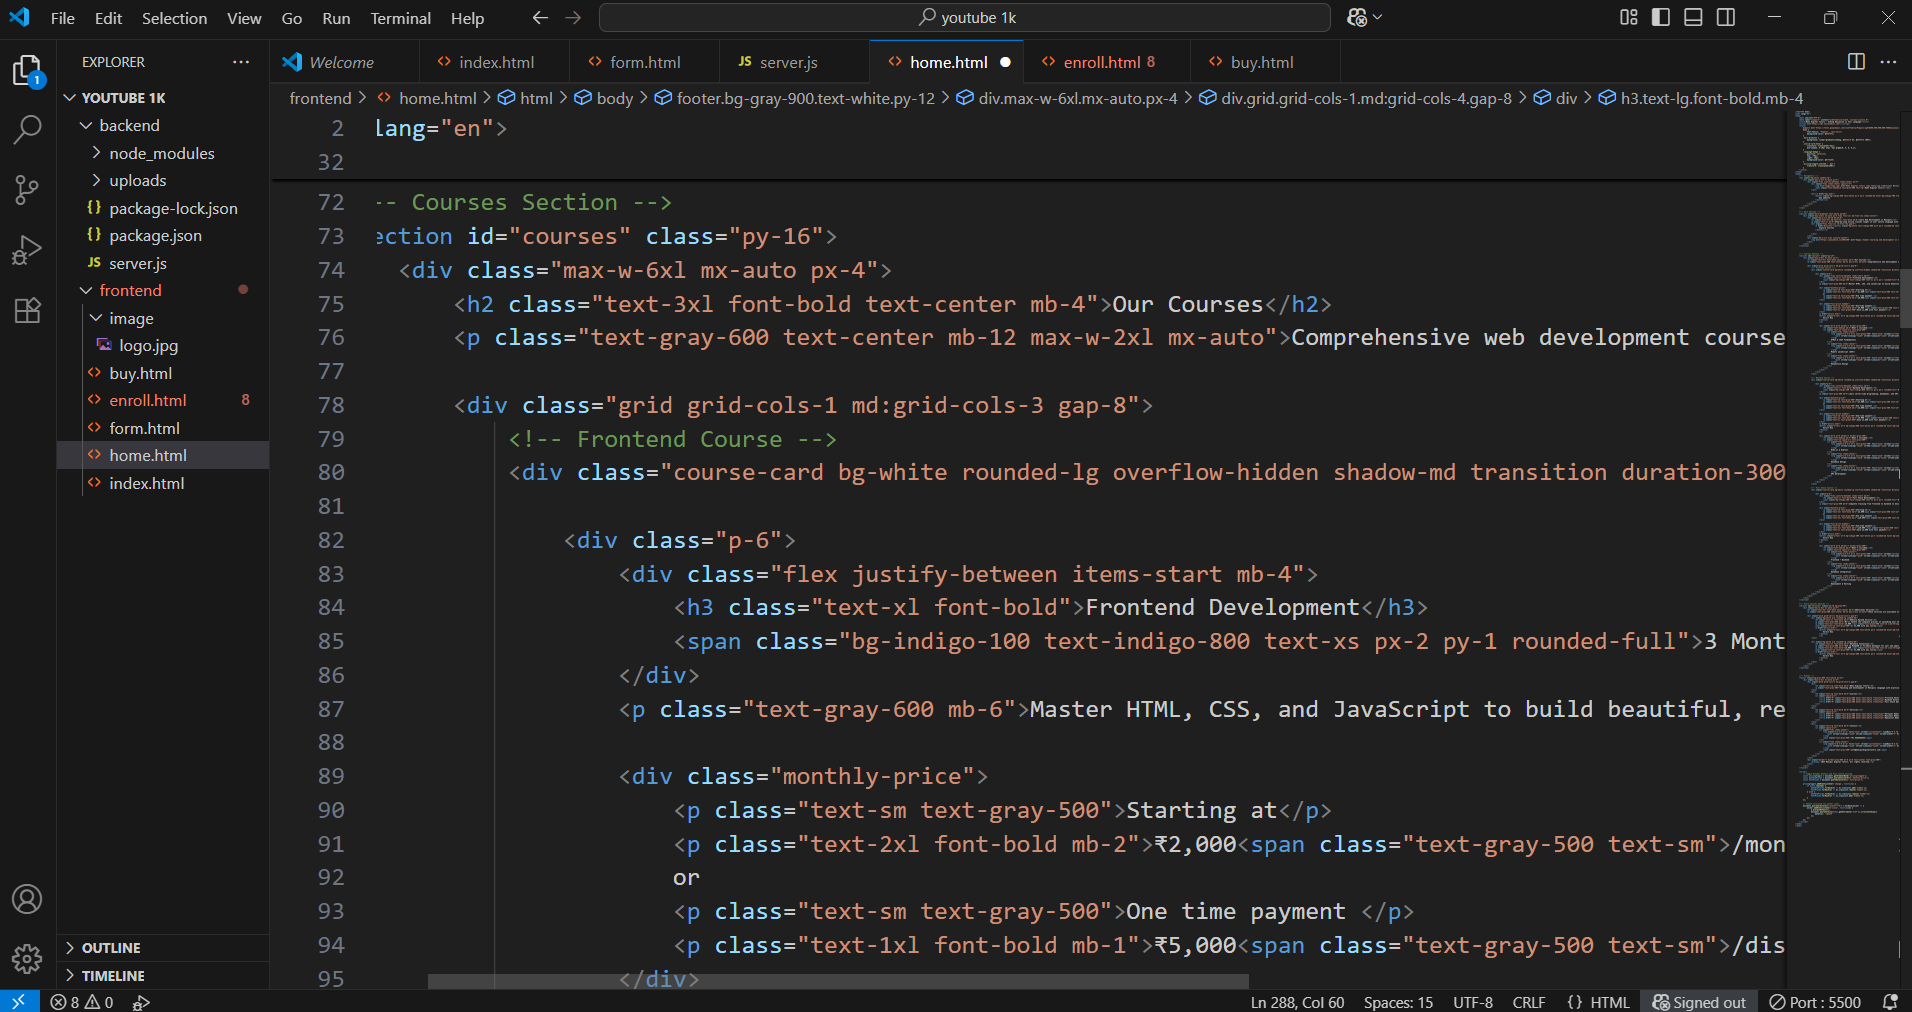 File Edit Selection View Go Run Terminal Help
youtube 1k
EXPLORER
YOUTUBE 1K
backend
node_modules
uploads
{} package-lock.json
{} package.json
JS server.js
frontend
image
logo.jpg
buy.html
enroll.html 8
form.html
home.html
index.html
OUTLINE
TIMELINE
1
Welcome
index.html
form.html
JS server.js
home.html
enroll.html 8
buy.html
frontend > home.html > html > body > footer.bg-gray-900.text-white.py-12 > div.max-w-6xl.mx-auto.px-4 > div.grid.grid-cols-1.md:grid-cols-4.gap-8 > div > h3.text-lg.font-bold.mb-4
2 lang="en">
32
72 -- Courses Section -->
73 ection id="courses" class="py-16">
74 <div class="max-w-6xl mx-auto px-4">
75 <h2 class="text-3xl font-bold text-center mb-4">Our Courses</h2>
76 <p class="text-gray-600 text-center mb-12 max-w-2xl mx-auto">Comprehensive web development course
77
78 <div class="grid grid-cols-1 md:grid-cols-3 gap-8">
79 <!-- Frontend Course -->
80 <div class="course-card bg-white rounded-lg overflow-hidden shadow-md transition duration-300
81
82 <div class="p-6">
83 <div class="flex justify-between items-start mb-4">
84 <h3 class="text-xl font-bold">Frontend Development</h3>
85 <span class="bg-indigo-100 text-indigo-800 text-xs px-2 py-1 rounded-full">3 Mont
86 </div>
87 <p class="text-gray-600 mb-6">Master HTML, CSS, and JavaScript to build beautiful, re
88
89 <div class="monthly-price">
90 <p class="text-sm text-gray-500">Starting at</p>
91 <p class="text-2xl font-bold mb-2">₹2,000<span class="text-gray-500 text-sm">/mon
92 or
93 <p class="text-sm text-gray-500">One time payment </p>
94 <p class="text-1xl font-bold mb-1">₹5,000<span class="text-gray-500 text-sm">/dis
95 </div>
8 0
Ln 288, Col 60 Spaces: 15 UTF-8 CRLF {} HTML Signed out Port : 5500